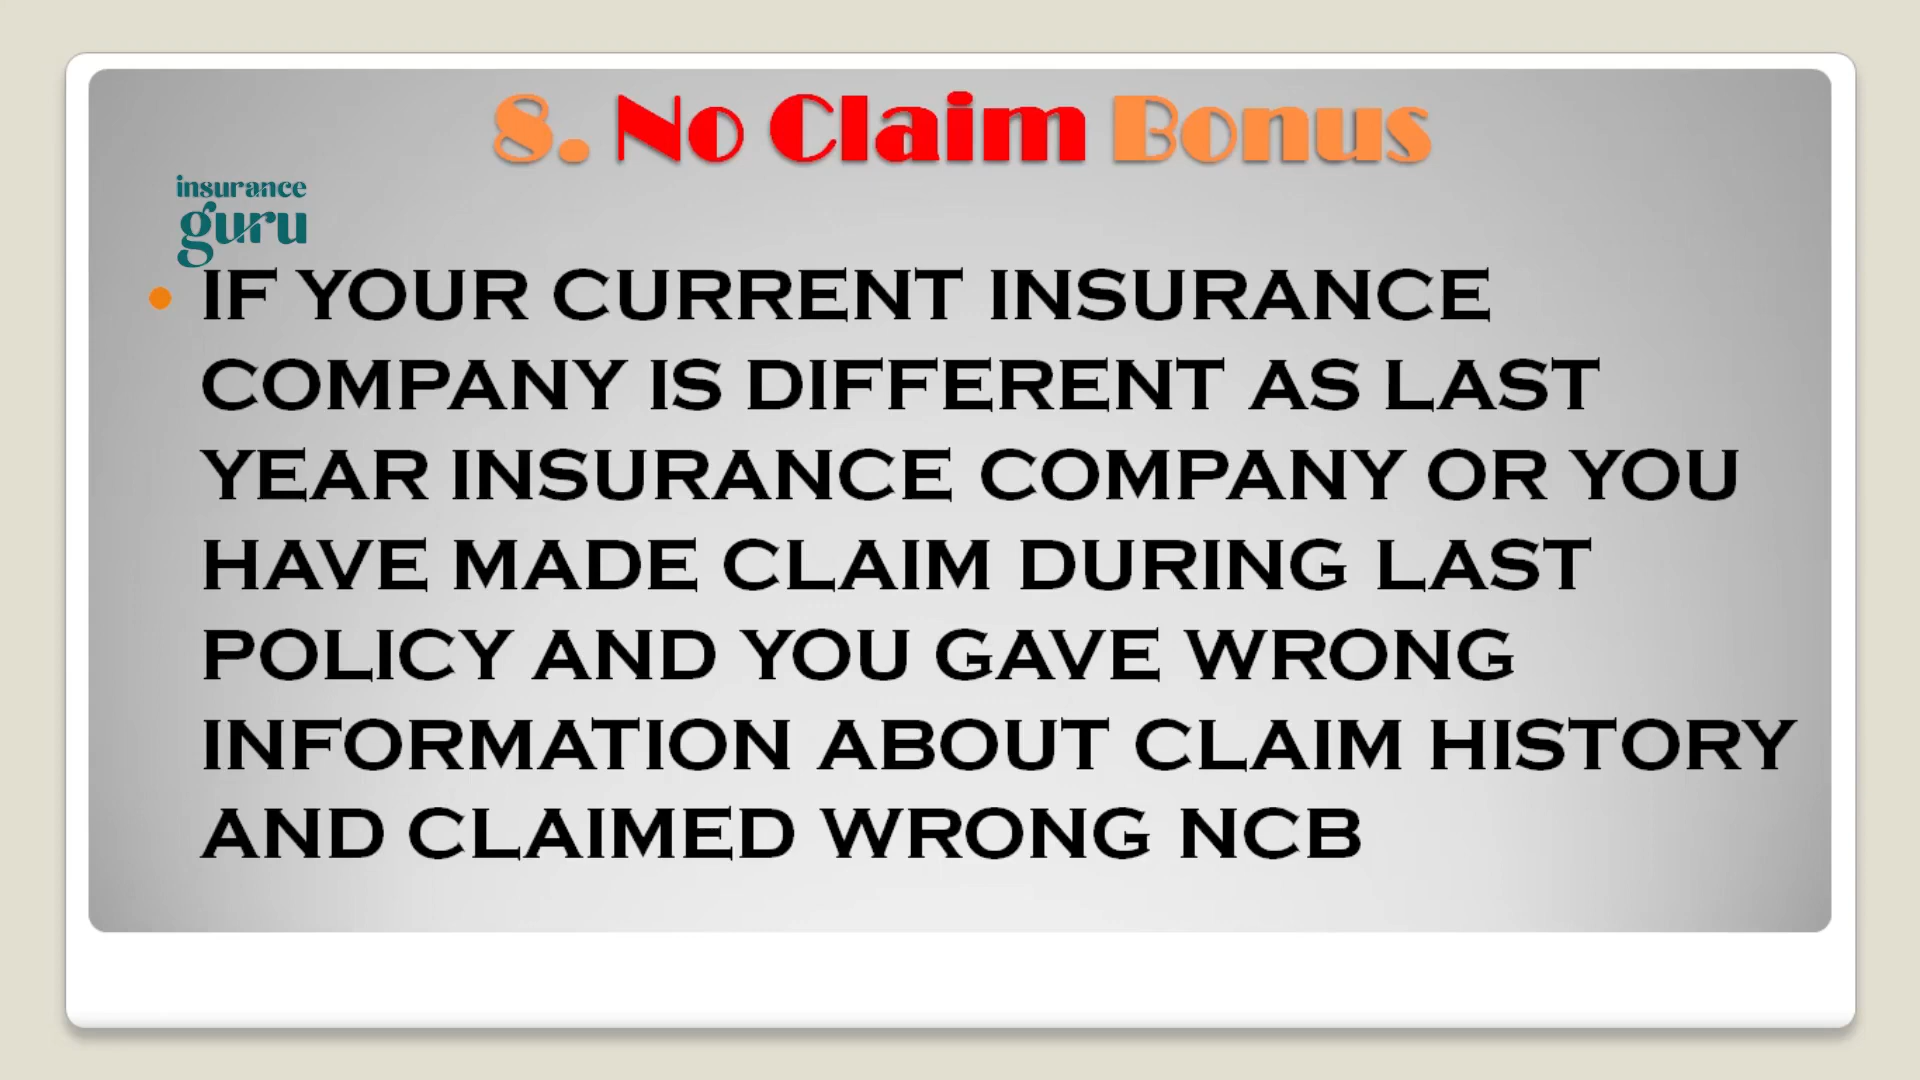 8. No Claim Bonus
insurance
guru
• IF YOUR CURRENT INSURANCE
COMPANY IS DIFFERENT AS LAST
YEAR INSURANCE COMPANY OR YOU
HAVE MADE CLAIM DURING LAST
POLICY AND YOU GAVE WRONG
INFORMATION ABOUT CLAIM HISTORY
AND CLAIMED WRONG NCB